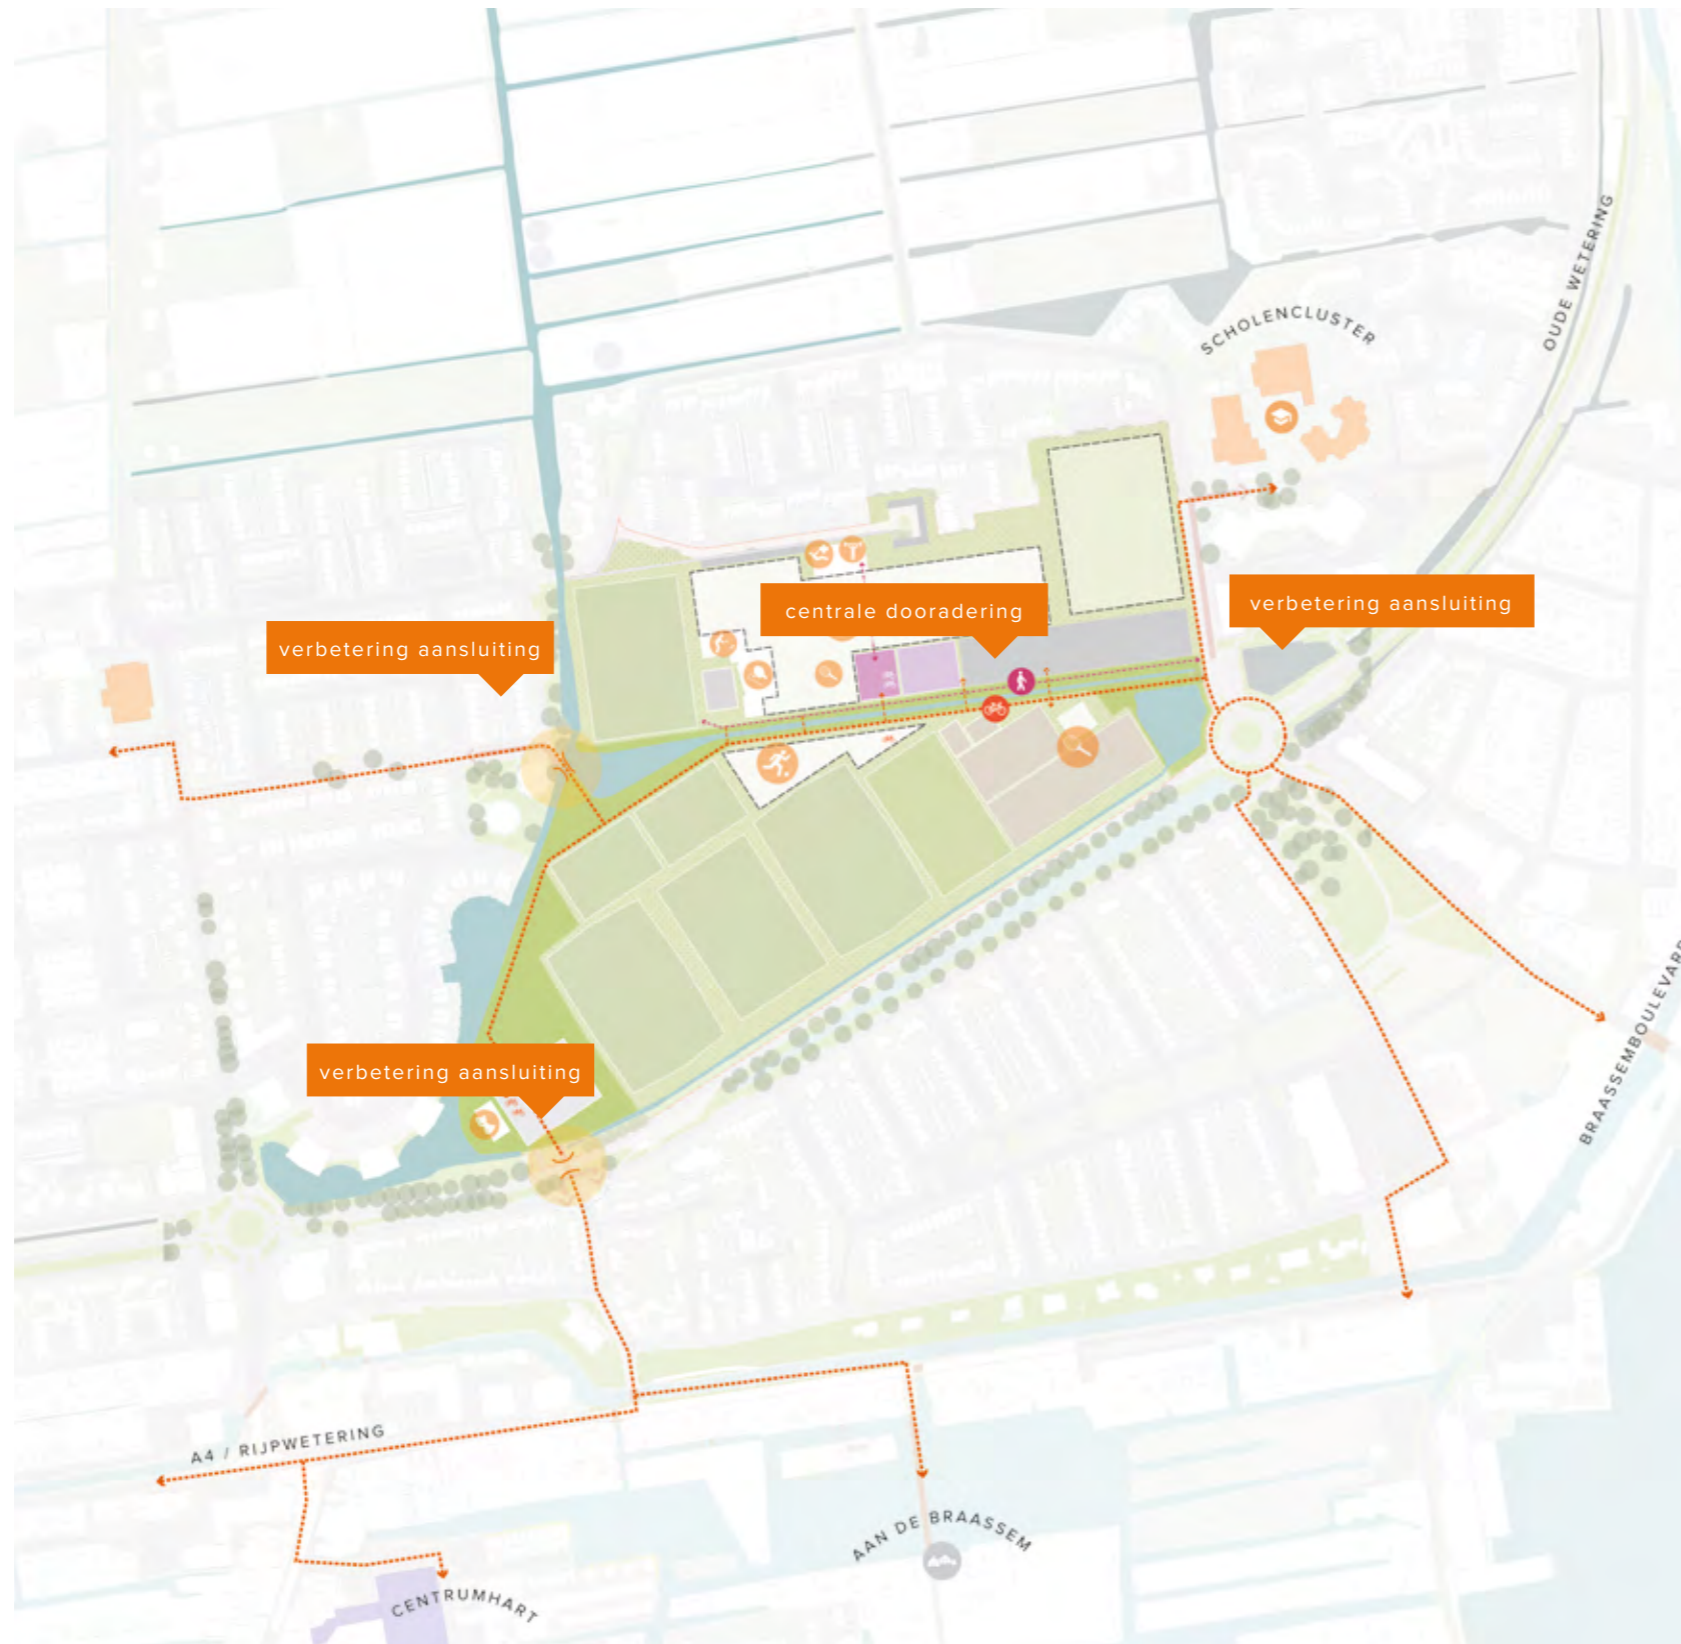 OUDE WETERING
SCHOLENCLUSTER
centrale dooradering
verbetering aansluiting
verbetering aansluiting
verbetering aansluiting
BRAASSEMBOULEVARD
A4 / RIJPWETERING
AAN DE BRAASSEM
CENTRUMHART